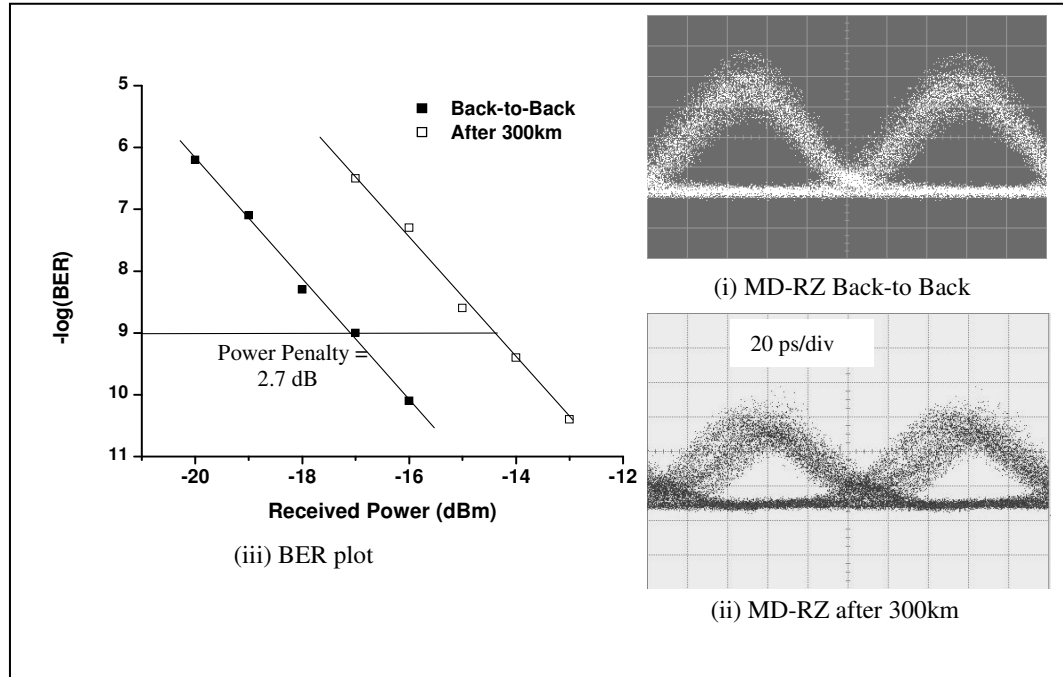 5
6
7
8
9
10
11
-log(BER)
-20
-18
-16
-14
-12
Received Power (dBm)
Back-to-Back
After 300km
Power Penalty =
2.7 dB
(iii) BER plot
(i) MD-RZ Back-to Back
20 ps/div
(ii) MD-RZ after 300km